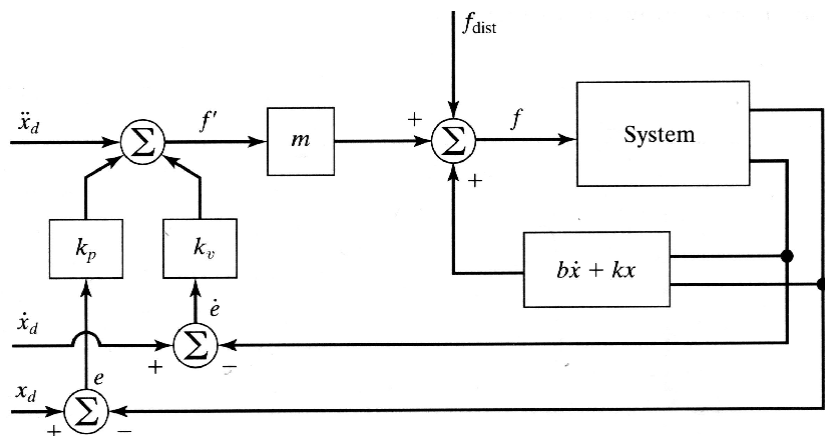 f_dist
ẍ_d
Σ
f′
m
+
Σ
f
System
+
k_p
k_v
bẋ + kx
ė
ẋ_d
Σ
+
−
e
x_d
Σ
+
−